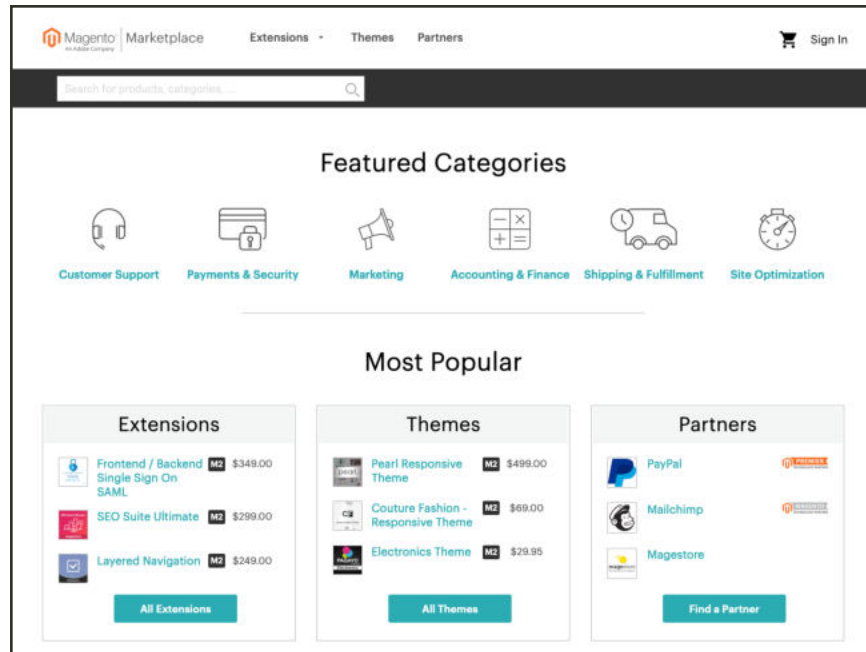 Magento Marketplace
An Adobe Company
Extensions
Themes
Partners
Sign In
Search for products, categories, ...
Featured Categories
Customer Support
Payments & Security
Marketing
Accounting & Finance
Shipping & Fulfillment
Site Optimization
Most Popular
Extensions
Frontend / Backend M2 $349.00
Single Sign On
SAML
SEO Suite Ultimate M2 $299.00
Layered Navigation M2 $249.00
All Extensions
Themes
Pearl Responsive M2 $499.00
Theme
Couture Fashion - M2 $69.00
Responsive Theme
Electronics Theme M2 $29.95
All Themes
Partners
PayPal PREMIER
Mailchimp
Magestore
Find a Partner